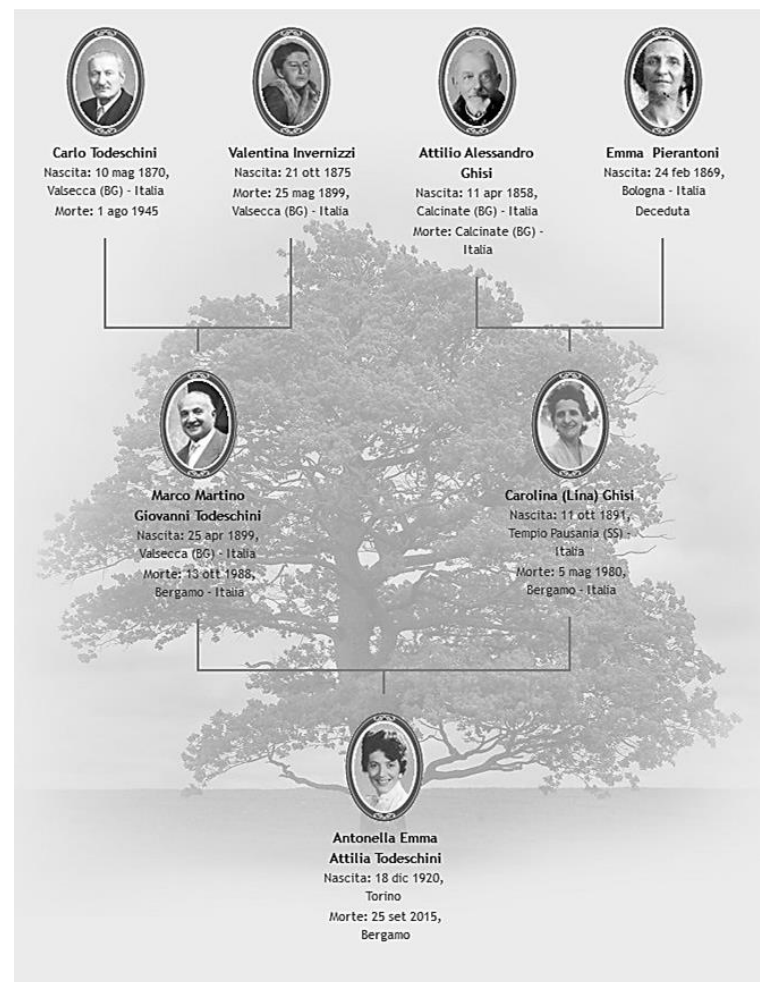 Carlo Todeschini
Nascita: 10 mag 1870,
Valsecca (BG) - Italia
Morte: 1 ago 1945
Valentina Invernizzi
Nascita: 21 ott 1875
Morte: 25 mag 1899,
Valsecca (BG) - Italia
Attilio Alessandro
Ghisi
Nascita: 11 apr 1858,
Calcinate (BG) - Italia
Morte: Calcinate (BG) -
Italia
Emma Pierantoni
Nascita: 24 feb 1869,
Bologna - Italia
Deceduta
Marco Martino
Giovanni Todeschini
Nascita: 25 apr 1899,
Valsecca (BG) - Italia
Morte: 13 ott 1988,
Bergamo - Italia
Carolina (Lina) Ghisi
Nascita: 11 ott 1891,
Tempio Pausania (SS) -
Italia
Morte: 5 mag 1980,
Bergamo - Italia
Antonella Emma
Attilia Todeschini
Nascita: 18 dic 1920,
Torino
Morte: 25 set 2015,
Bergamo